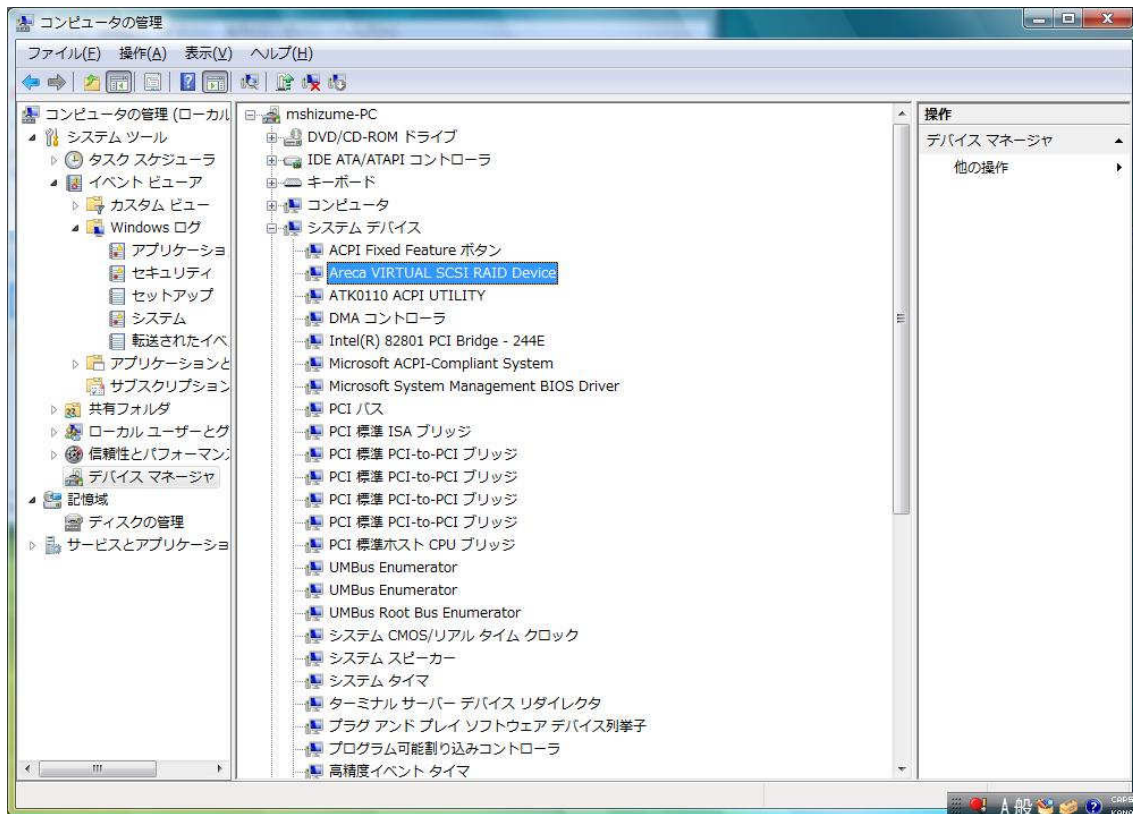 コンピュータの管理
ファイル(F) 操作(A) 表示(V) ヘルプ(H)
コンピュータの管理 (ローカル
システム ツール
タスク スケジューラ
イベント ビューア
カスタム ビュー
Windows ログ
アプリケーショ
セキュリティ
セットアップ
システム
転送されたイベ
アプリケーションと
サブスクリプション
共有フォルダ
ローカル ユーザーとグ
信頼性とパフォーマンス
デバイス マネージャ
記憶域
ディスクの管理
サービスとアプリケーショ
mshizume-PC
DVD/CD-ROM ドライブ
IDE ATA/ATAPI コントローラ
キーボード
コンピュータ
システム デバイス
ACPI Fixed Feature ボタン
Areca VIRTUAL SCSI RAID Device
ATK0110 ACPI UTILITY
DMA コントローラ
Intel(R) 82801 PCI Bridge - 244E
Microsoft ACPI-Compliant System
Microsoft System Management BIOS Driver
PCI バス
PCI 標準 ISA ブリッジ
PCI 標準 PCI-to-PCI ブリッジ
PCI 標準 PCI-to-PCI ブリッジ
PCI 標準 PCI-to-PCI ブリッジ
PCI 標準 PCI-to-PCI ブリッジ
PCI 標準ホスト CPU ブリッジ
UMBus Enumerator
UMBus Enumerator
UMBus Root Bus Enumerator
システム CMOS/リアル タイム クロック
システム スピーカー
システム タイマ
ターミナル サーバー デバイス リダイレクタ
プラグ アンド プレイ ソフトウェア デバイス列挙子
プログラム可能割り込みコントローラ
高精度イベント タイマ
操作
デバイス マネージャ
他の操作
A 般
CAPS
KANA